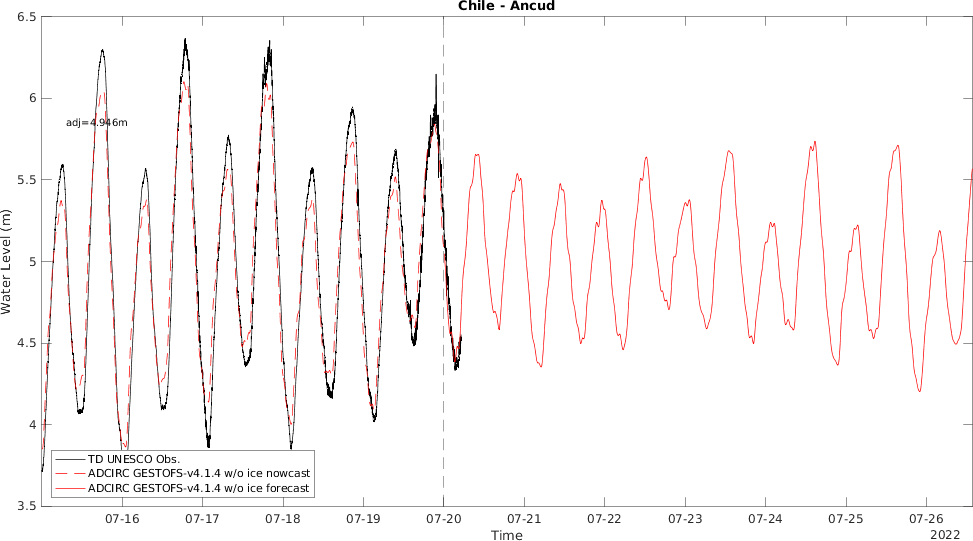 Chile - Ancud
6.5
6
5.5
5
4.5
4
3.5
Water Level (m)
adj=4.946m
TD UNESCO Obs.
ADCIRC GESTOFS-v4.1.4 w/o ice nowcast
ADCIRC GESTOFS-v4.1.4 w/o ice forecast
07-16 07-17 07-18 07-19 07-20 07-21 07-22 07-23 07-24 07-25 07-26
Time
2022